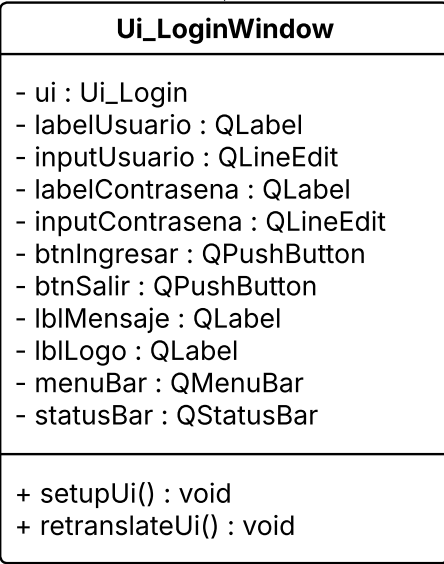 Ui_LoginWindow
- ui : Ui_Login
- labelUsuario : QLabel
- inputUsuario : QLineEdit
- labelContrasena : QLabel
- inputContrasena : QLineEdit
- btnIngresar : QPushButton
- btnSalir : QPushButton
- lblMensaje : QLabel
- lblLogo : QLabel
- menuBar : QMenuBar
- statusBar : QStatusBar
+ setupUi() : void
+ retranslateUi() : void